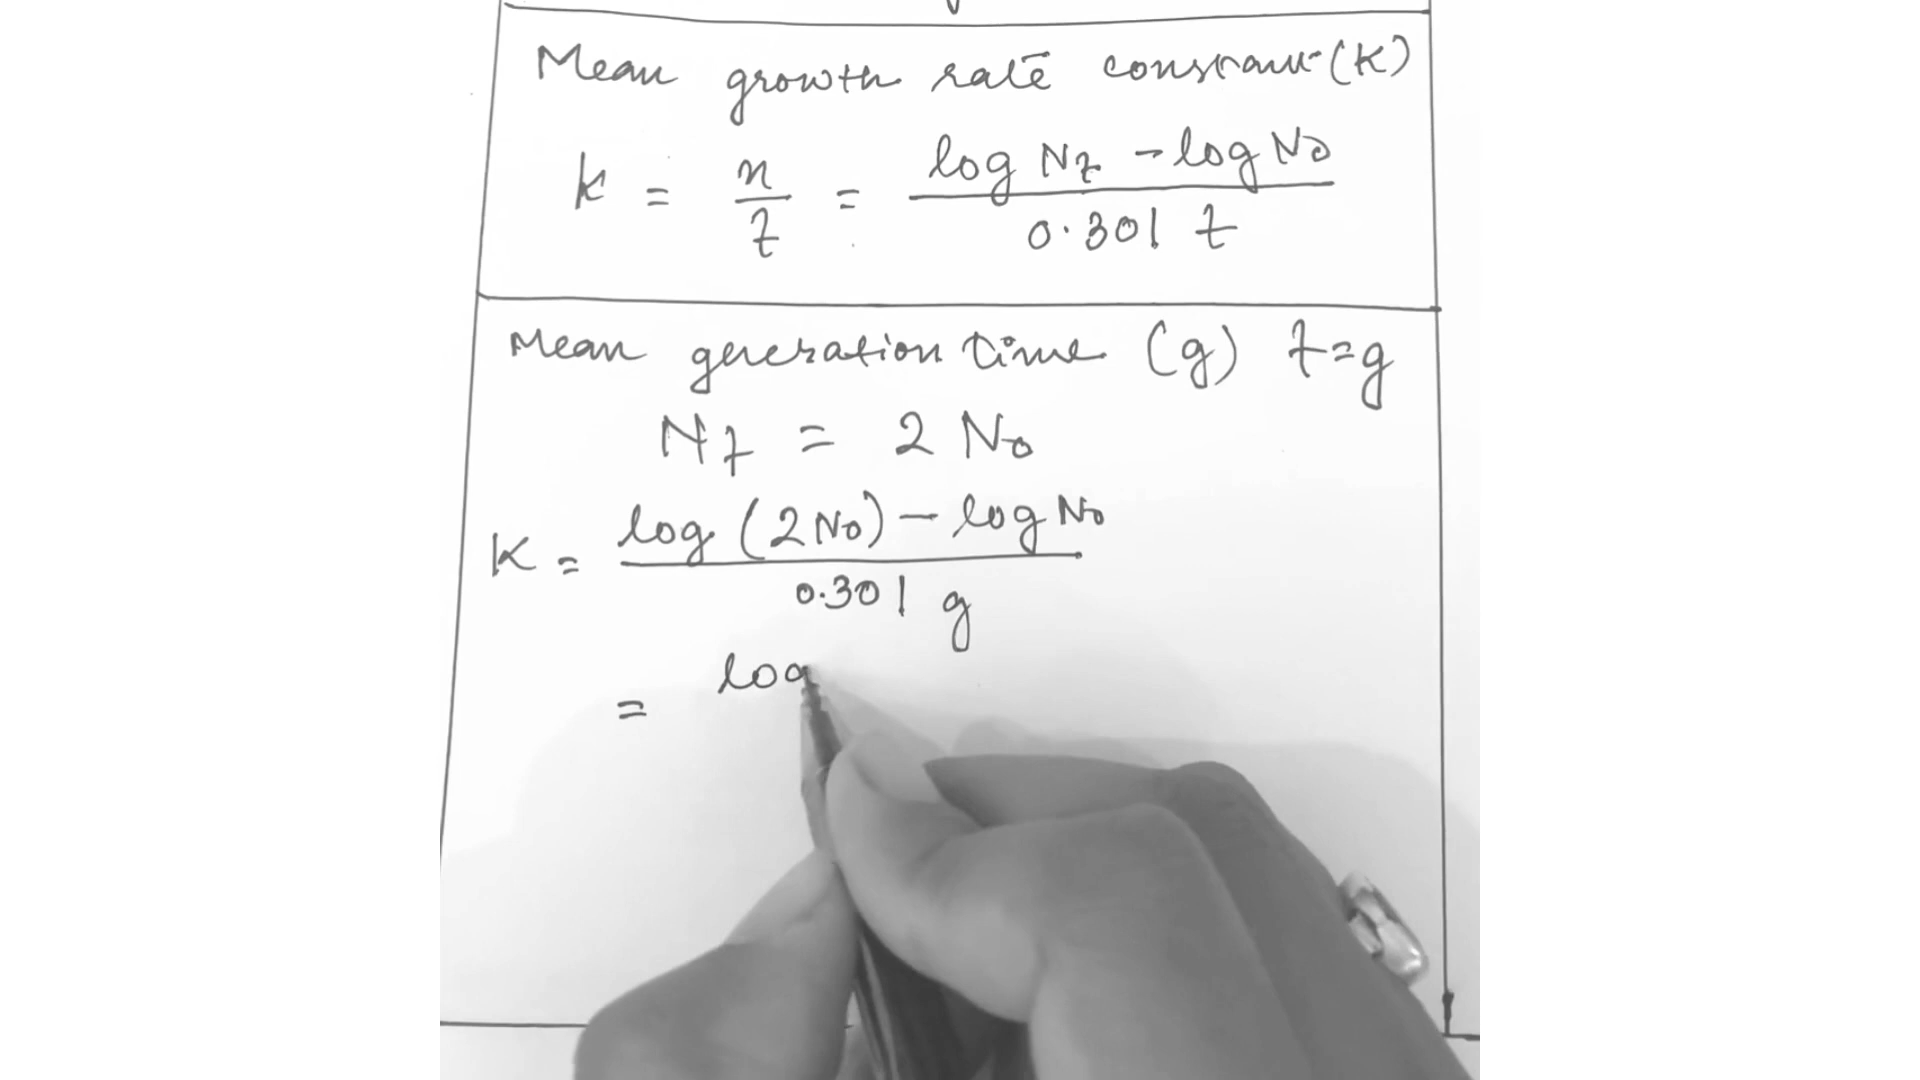 Mean growth rate constant (K)
k = n/t = log Nt - log N0 / 0.301 t
Mean generation time (g) t=g
Nt = 2 N0
K = log (2N0) - log N0 / 0.301 g
= log